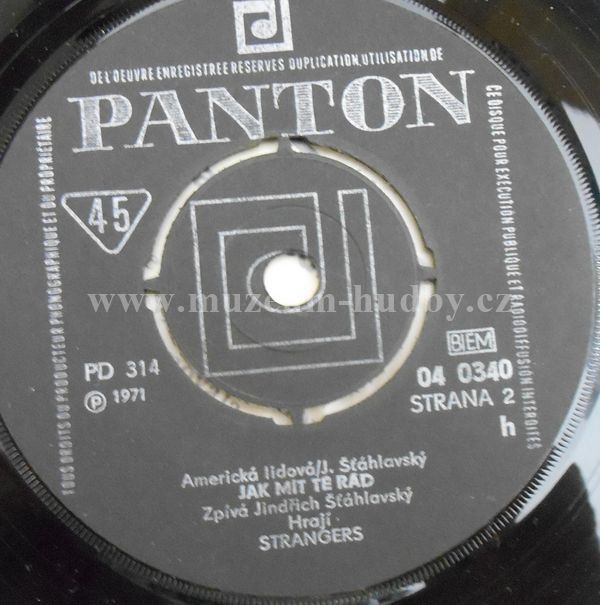 DE L'OEUVRE ENREGISTREE RESERVES DUPLICATION, UTILISATION DE
PANTON
TOUS DROITS DU PRODUCTEUR PHONOGRAPHIQUE ET DU PROPRIETAIRE
CE DISQUE POUR EXECUTION PUBLIQUE ET RADIODIFFUSION INTERDITES
45
www.muzeum-hudby.cz
PD 314
℗ 1971
BIEM
04 0340
STRANA 2
h
Americká lidová/J. Šťáhlavský
JAK MÍT TĚ RÁD
Zpívá Jindřich Šťáhlavský
Hrají
STRANGERS